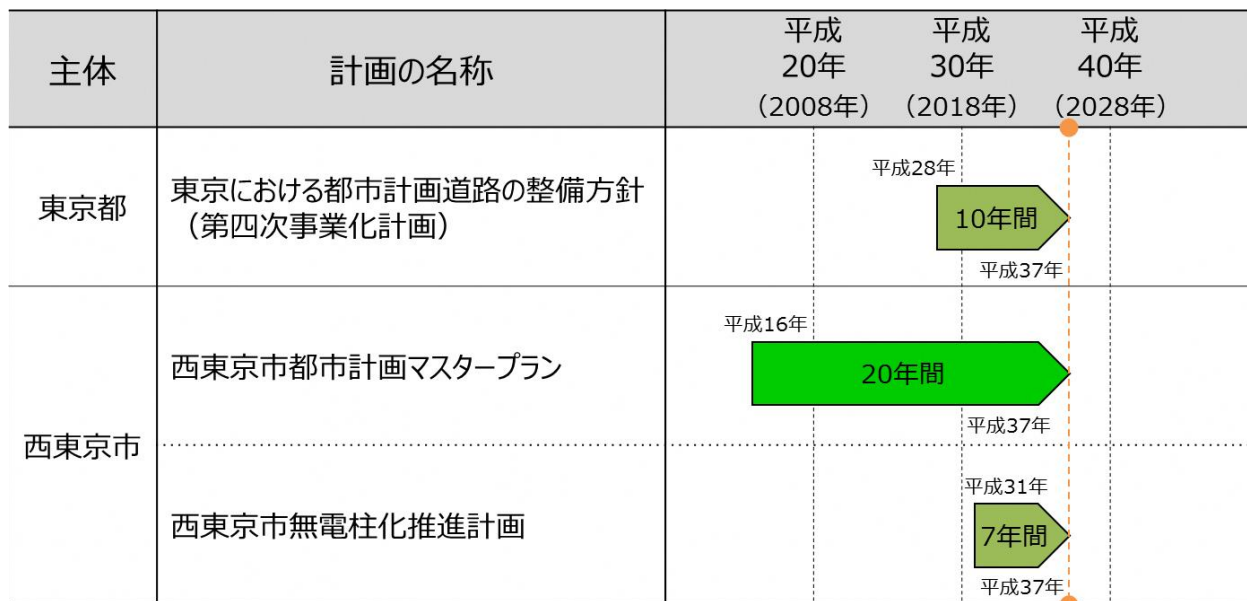 主体
計画の名称
平成
20年
(2008年)
平成
30年
(2018年)
平成
40年
(2028年)
東京都
東京における都市計画道路の整備方針
(第四次事業化計画)
平成28年
10年間
平成37年
西東京市
西東京市都市計画マスタープラン
平成16年
20年間
平成37年
西東京市無電柱化推進計画
平成31年
7年間
平成37年